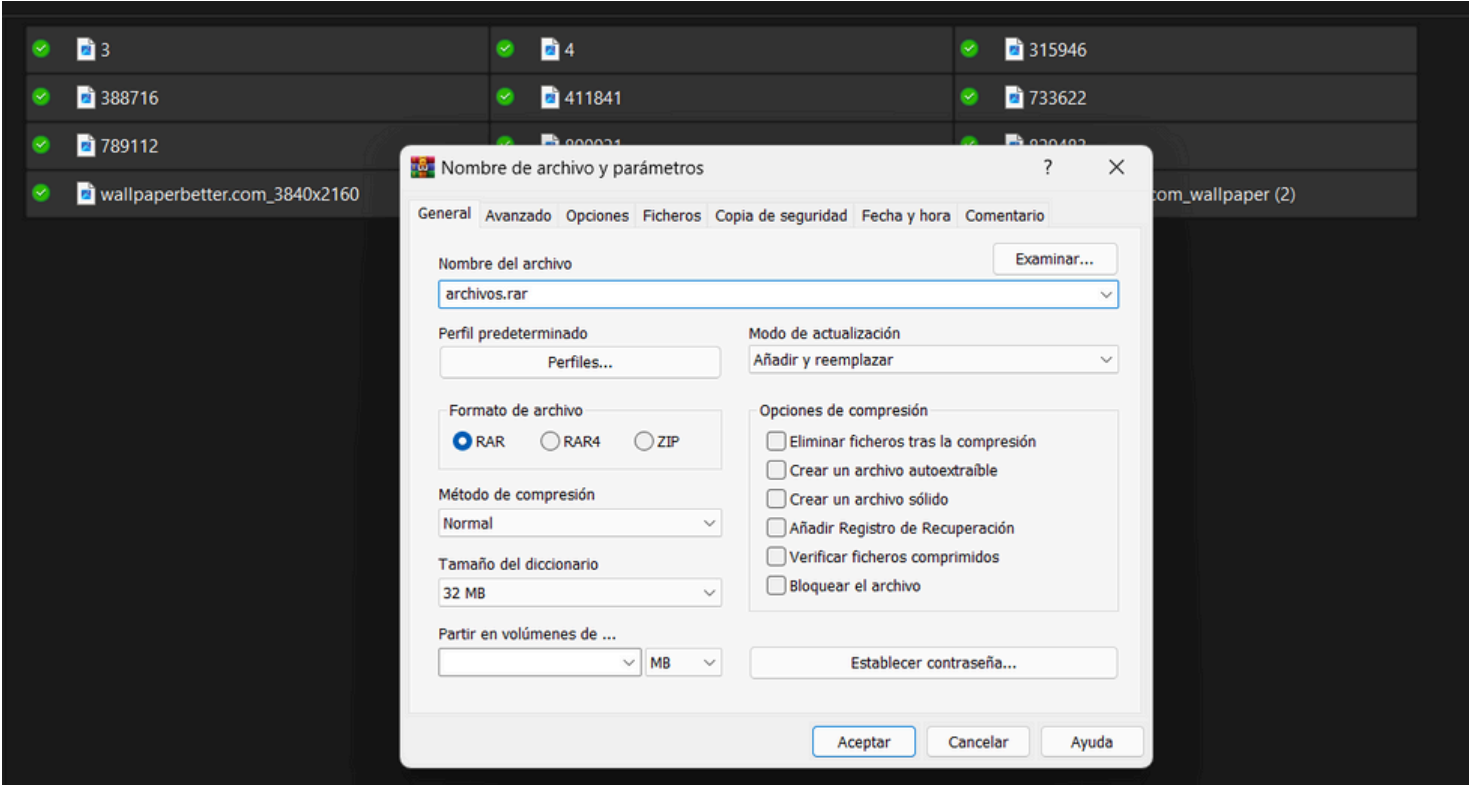 3
4
315946
388716
411841
733622
789112
wallpaperbetter.com_3840x2160
com_wallpaper (2)
Nombre de archivo y parámetros
?
General Avanzado Opciones Ficheros Copia de seguridad Fecha y hora Comentario
Nombre del archivo
Examinar...
archivos.rar
Perfil predeterminado
Modo de actualización
Perfiles...
Añadir y reemplazar
Formato de archivo
RAR RAR4 ZIP
Método de compresión
Normal
Tamaño del diccionario
32 MB
Partir en volúmenes de ...
MB
Opciones de compresión
Eliminar ficheros tras la compresión
Crear un archivo autoextraíble
Crear un archivo sólido
Añadir Registro de Recuperación
Verificar ficheros comprimidos
Bloquear el archivo
Establecer contraseña...
Aceptar Cancelar Ayuda